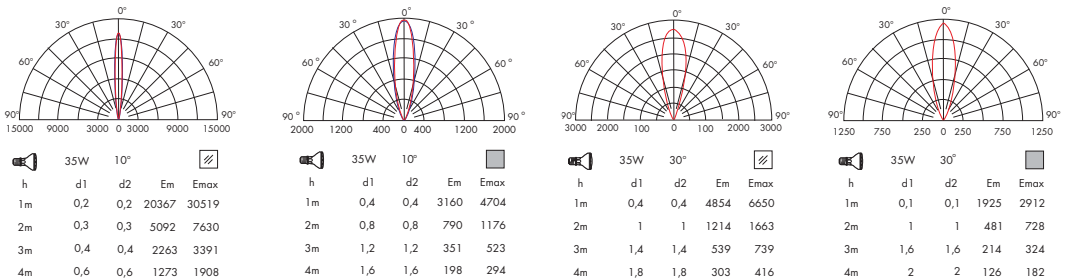 0°
30° 30°
60° 60°
90° 90°
15000 9000 3000 0 3000 9000 15000
35W 10°
h d1 d2 Em Emax
1m 0,2 0,2 20367 30519
2m 0,3 0,3 5092 7630
3m 0,4 0,4 2263 3391
4m 0,6 0,6 1273 1908
0°
30° 30°
60° 60°
90° 90°
2000 1200 400 0 400 1200 2000
35W 10°
h d1 d2 Em Emax
1m 0,4 0,4 3160 4704
2m 0,8 0,8 790 1176
3m 1,2 1,2 351 523
4m 1,6 1,6 198 294
0°
30° 30°
60° 60°
90° 90°
3000 2000 100 0 100 2000 3000
35W 30°
h d1 d2 Em Emax
1m 0,4 0,4 4854 6650
2m 1 1 1214 1663
3m 1,4 1,4 539 739
4m 1,8 1,8 303 416
0°
30° 30°
60° 60°
90° 90°
1250 750 250 0 250 750 1250
35W 30°
h d1 d2 Em Emax
1m 0,1 0,1 1925 2912
2m 1 1 481 728
3m 1,6 1,6 214 324
4m 2 2 126 182